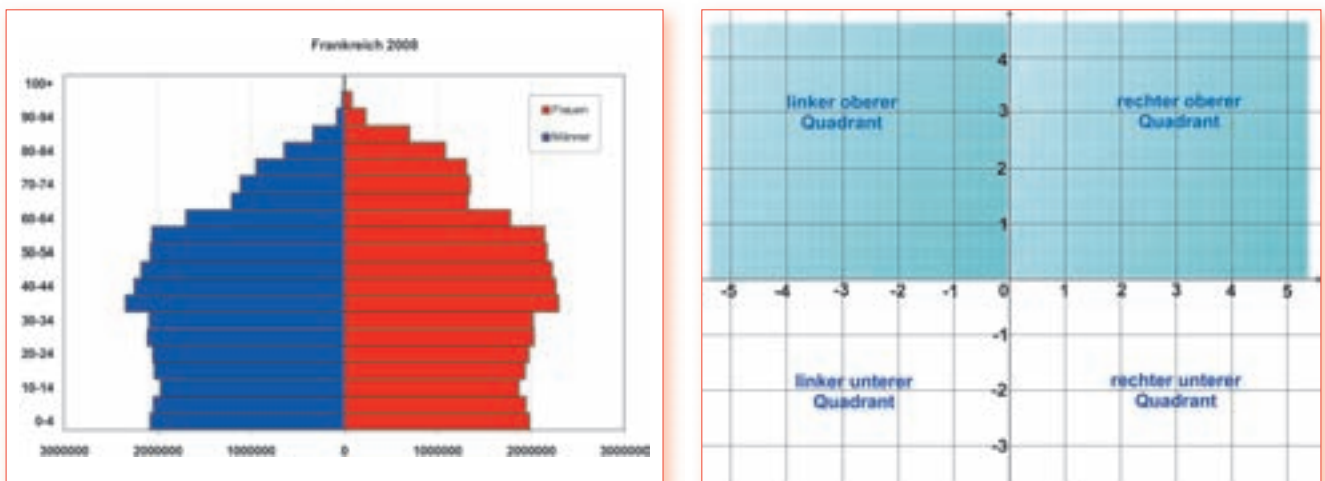 Frankreich 2008
100+
90-94
80-84
70-74
60-64
50-54
40-44
30-34
20-24
10-14
0-4
3000000 2000000 1000000 0 1000000 2000000 3000000
Frauen
Männer
linker oberer
Quadrant
rechter oberer
Quadrant
4
3
2
1
-5 -4 -3 -2 -1 0 1 2 3 4 5
-1
-2
-3
linker unterer
Quadrant
rechter unterer
Quadrant